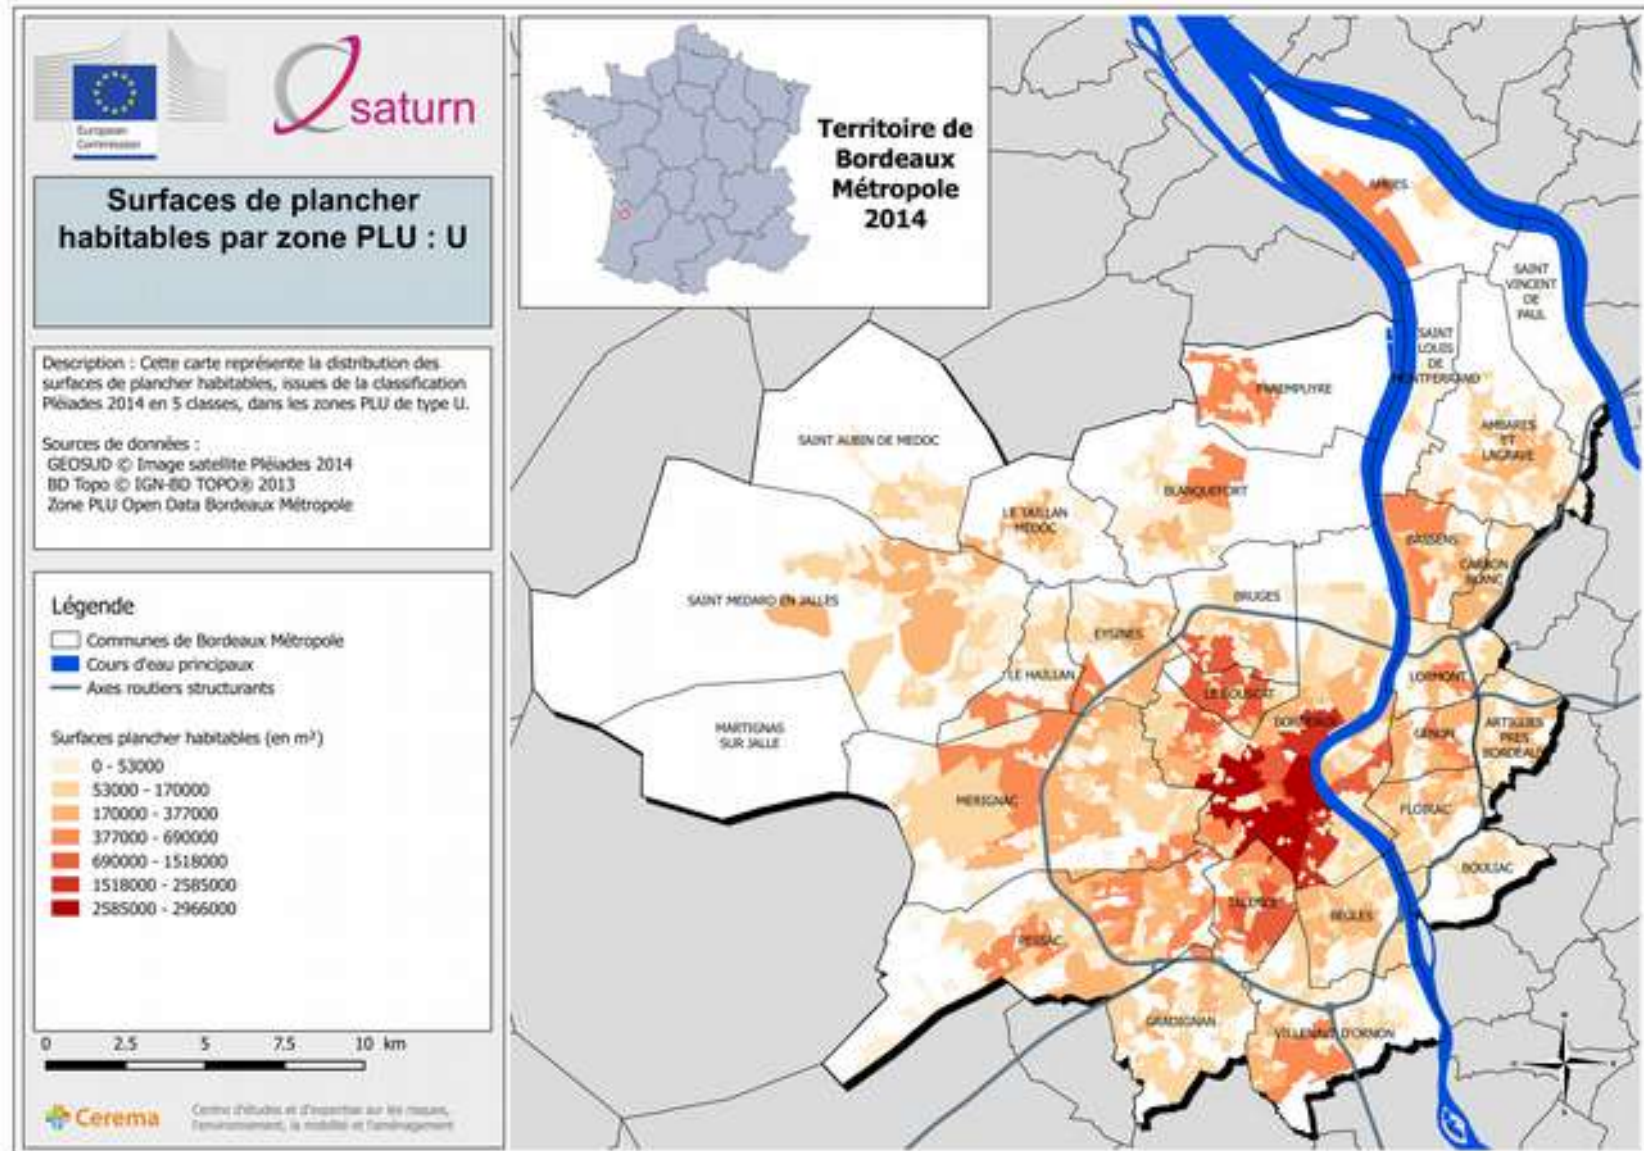 European
Commission
saturn
Surfaces de plancher
habitables par zone PLU : U
Territoire de
Bordeaux
Métropole
2014
Description : Cette carte représente la distribution des
surfaces de plancher habitables, issues de la classification
Pléiades 2014 en 5 classes, dans les zones PLU de type U.
Sources de données :
GEOSUD © Image satellite Pléiades 2014
BD Topo © IGN-BD TOPO® 2013
Zone PLU Open Data Bordeaux Métropole
Légende
Communes de Bordeaux Métropole
Cours d'eau principaux
Axes routiers structurants
Surfaces plancher habitables (en m²)
0 - 53000
53000 - 170000
170000 - 377000
377000 - 690000
690000 - 1518000
1518000 - 2585000
2585000 - 2966000
0 2.5 5 7.5 10 km
Cerema
Centre d'études et d'expertise sur les risques,
l'environnement, la mobilité et l'aménagement
AMBES
SAINT
VINCENT
DE
PAUL
SAINT
LOUIS
DE
MONTFERRAND
PAREMPUYRE
AMBARES
ET
LAGRAVE
SAINT AUBIN DE MEDOC
BLANQUEFORT
LE TAILLAN
MEDOC
BASSENS
CARBON
BLANC
SAINT MEDARD EN JALLES
BRUGES
EYSINES
LE HAILLAN
LORMONT
LE BOUSCAT
MARTIGNAS
SUR JALLE
BORDEAUX
CENON
ARTIGUES
PRES
BORDEAUX
MERIGNAC
FLOIRAC
BOULIAC
TALENCE
BEGLES
PESSAC
GRADIGNAN
VILLENAVE D'ORNON